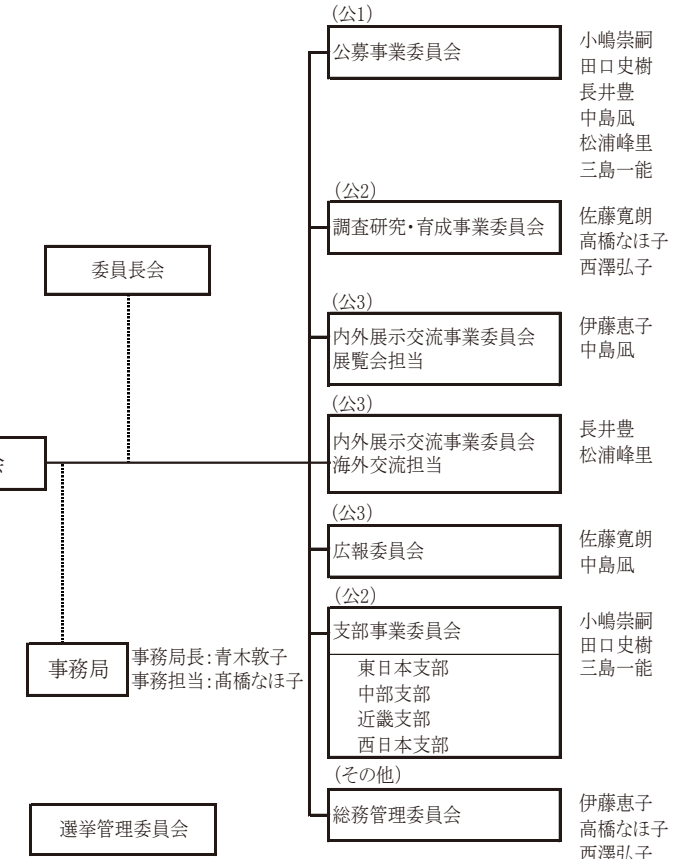 (公1)
公募事業委員会
小嶋崇嗣
田口史樹
長井豊
中島凪
松浦峰里
三島一能
(公2)
調査研究・育成事業委員会
佐藤寛朗
高橋なほ子
西澤弘子
委員長会
(公3)
内外展示交流事業委員会
展覧会担当
伊藤恵子
中島凪
(公3)
内外展示交流事業委員会
海外交流担当
長井豊
松浦峰里
会
(公3)
広報委員会
佐藤寛朗
中島凪
(公2)
支部事業委員会
小嶋崇嗣
田口史樹
三島一能
東日本支部
中部支部
近畿支部
西日本支部
事務局
事務局長:青木敦子
事務担当:髙橋なほ子
(その他)
総務管理委員会
伊藤恵子
高橋なほ子
西澤弘子
選挙管理委員会